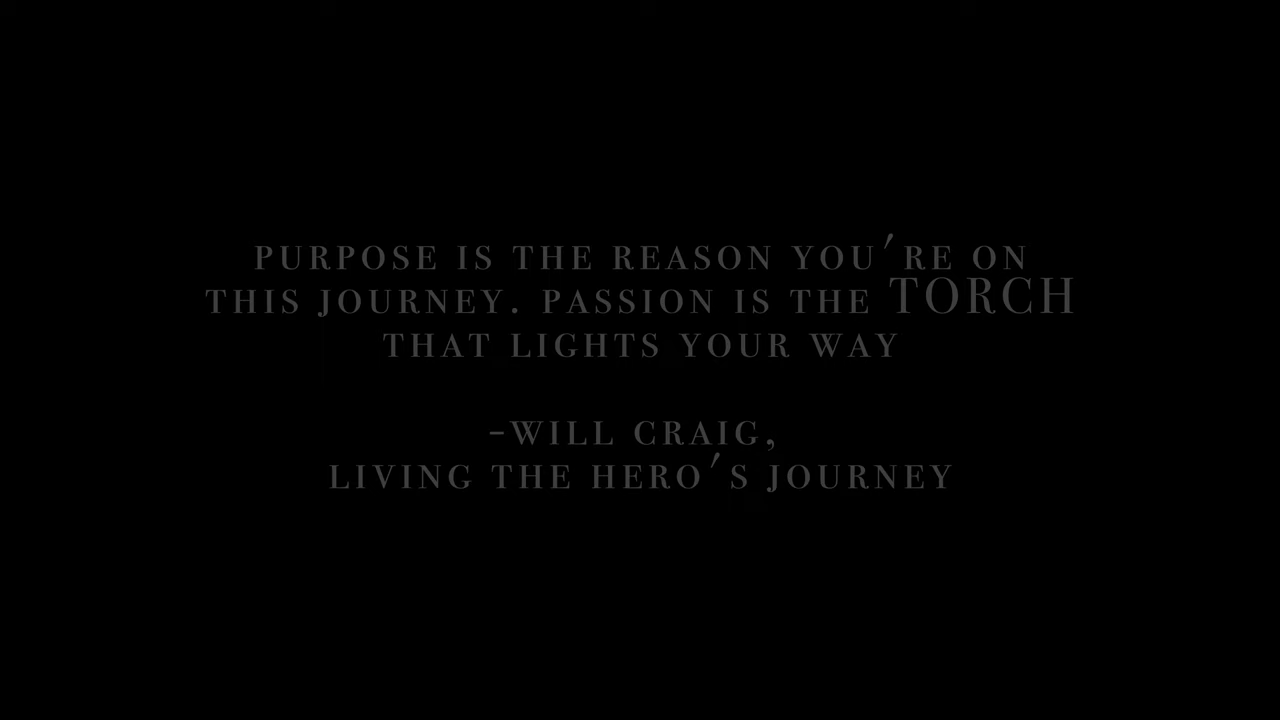 PURPOSE IS THE REASON YOU'RE ON
THIS JOURNEY. PASSION IS THE TORCH
THAT LIGHTS YOUR WAY
-WILL CRAIG,
LIVING THE HERO'S JOURNEY